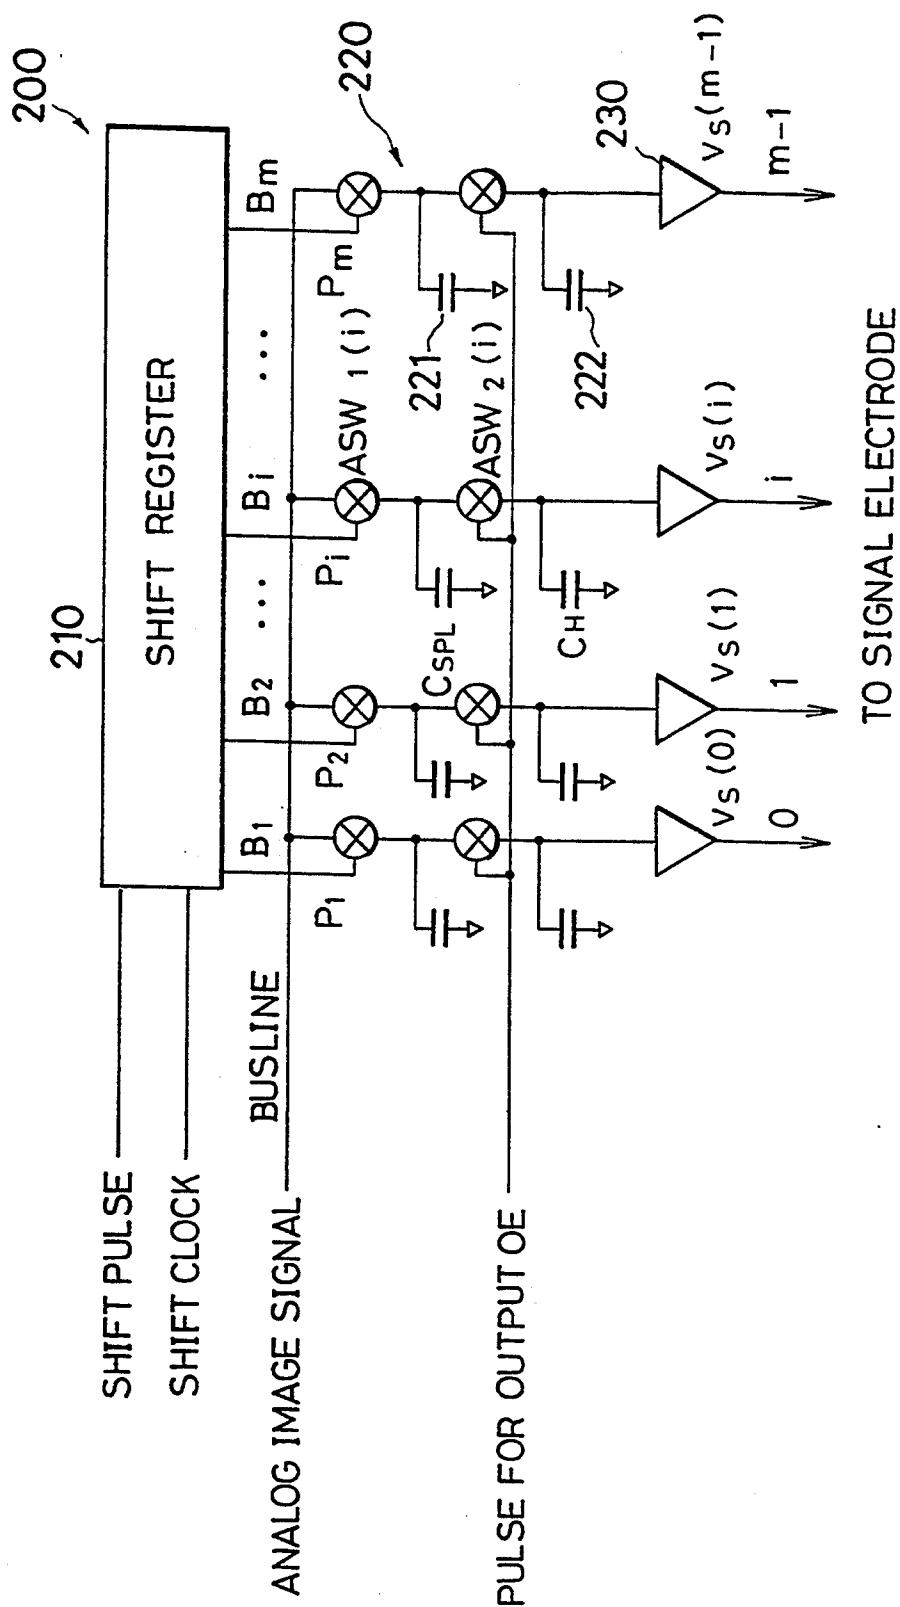 200
210
SHIFT REGISTER
SHIFT PULSE
SHIFT CLOCK
B1
B2
...
Bi
...
Bm
BUSLINE
ANALOG IMAGE SIGNAL
P1
P2
Pi
Pm
220
ASW1(i)
CSPL
221
ASW2(i)
PULSE FOR OUTPUT OE
CH
222
230
VS(0)
VS(1)
VS(i)
VS(m-1)
0
1
i
m-1
TO SIGNAL ELECTRODE